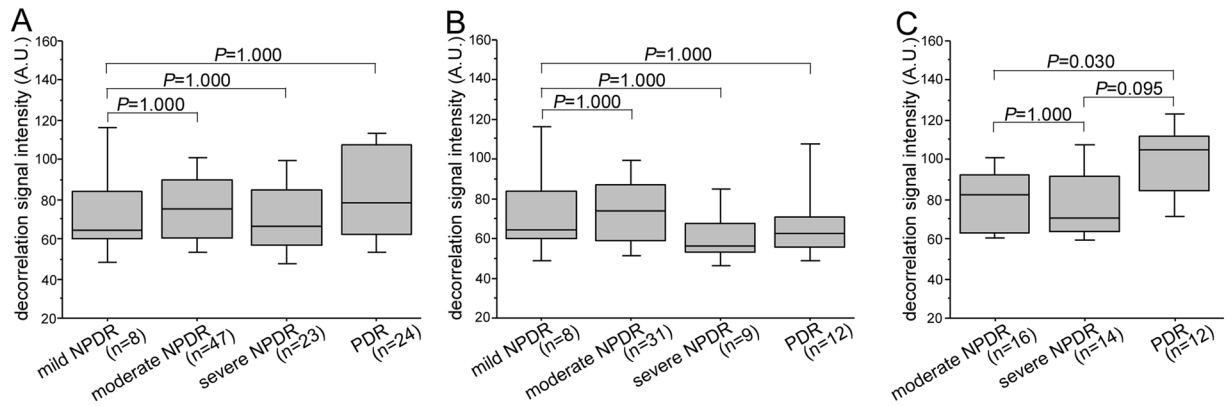 A
decorrelation signal intensity (A.U.)
160
140
120
100
80
60
40
20
P=1.000
P=1.000
P=1.000
mild NPDR
(n=8)
moderate NPDR
(n=47)
severe NPDR
(n=23)
PDR
(n=24)
B
decorrelation signal intensity (A.U.)
160
140
120
100
80
60
40
20
P=1.000
P=1.000
P=1.000
mild NPDR
(n=8)
moderate NPDR
(n=31)
severe NPDR
(n=9)
PDR
(n=12)
C
decorrelation signal intensity (A.U.)
160
140
120
100
80
60
40
20
P=0.030
P=0.095
P=1.000
moderate NPDR
(n=16)
severe NPDR
(n=14)
PDR
(n=12)